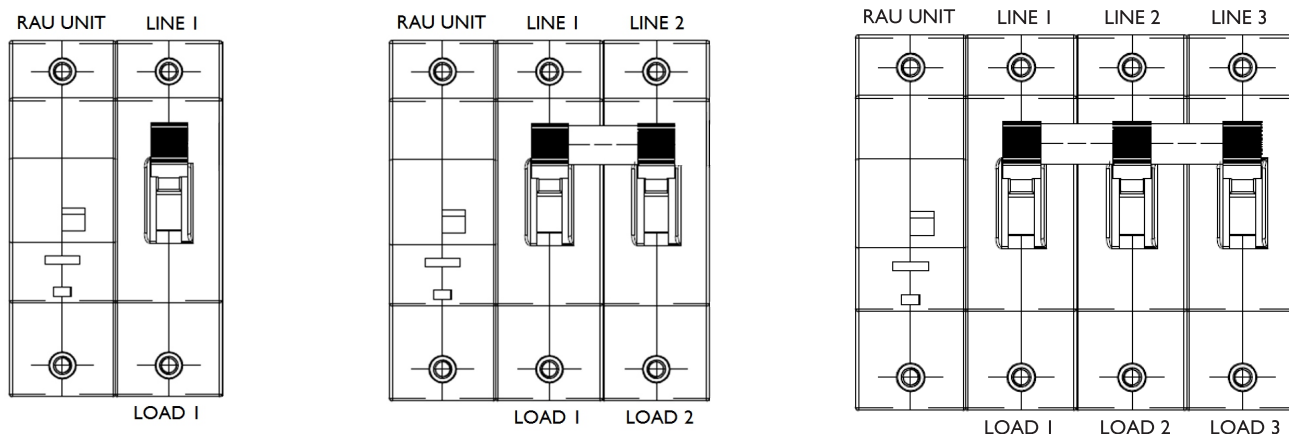 RAU UNIT LINE 1
LOAD 1
RAU UNIT LINE 1 LINE 2
LOAD 1 LOAD 2
RAU UNIT LINE 1 LINE 2 LINE 3
LOAD 1 LOAD 2 LOAD 3